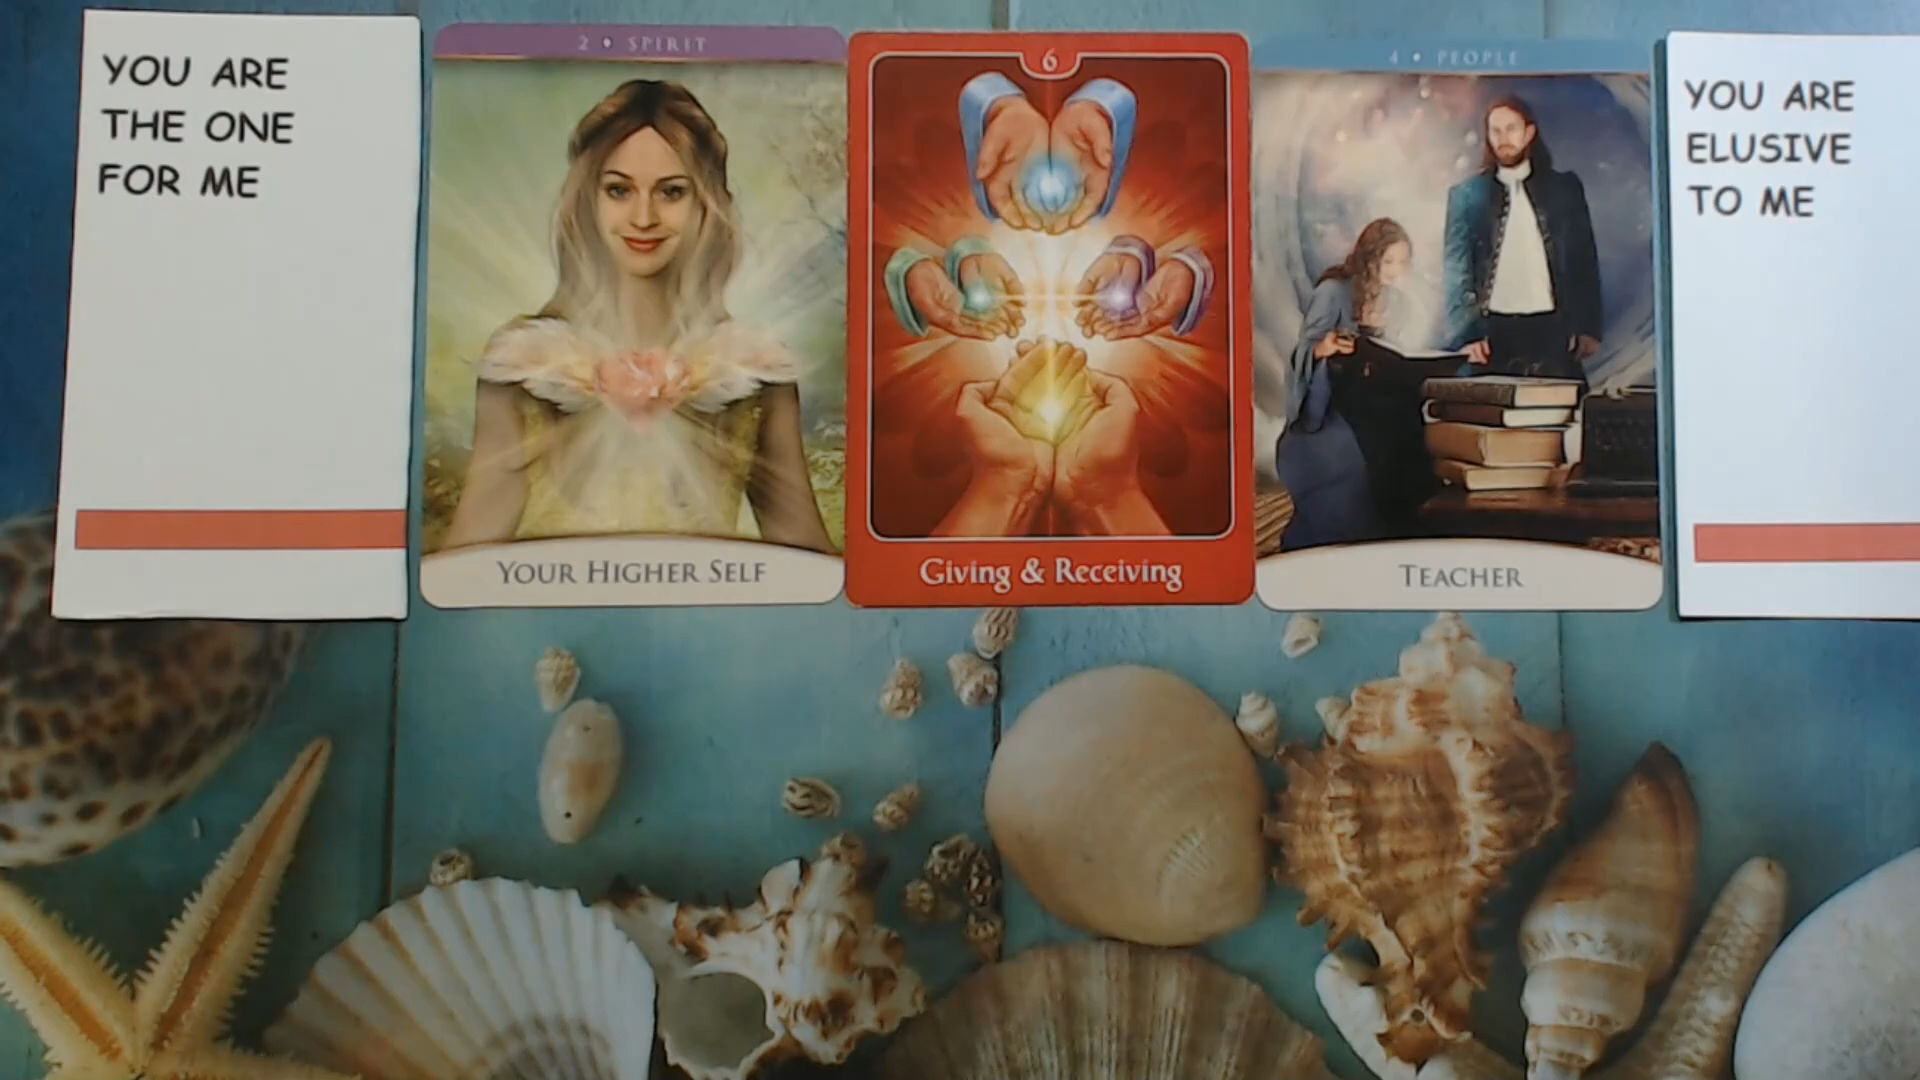 YOU ARE
THE ONE
FOR ME
2 • SPIRIT
YOUR HIGHER SELF
6
Giving & Receiving
4 • PEOPLE
TEACHER
YOU ARE
ELUSIVE
TO ME